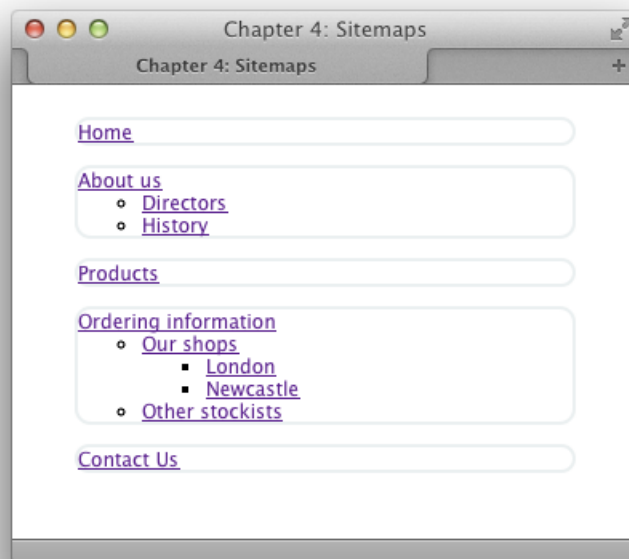 Chapter 4: Sitemaps
Chapter 4: Sitemaps
Home
About us
Directors
History
Products
Ordering information
Our shops
London
Newcastle
Other stockists
Contact Us